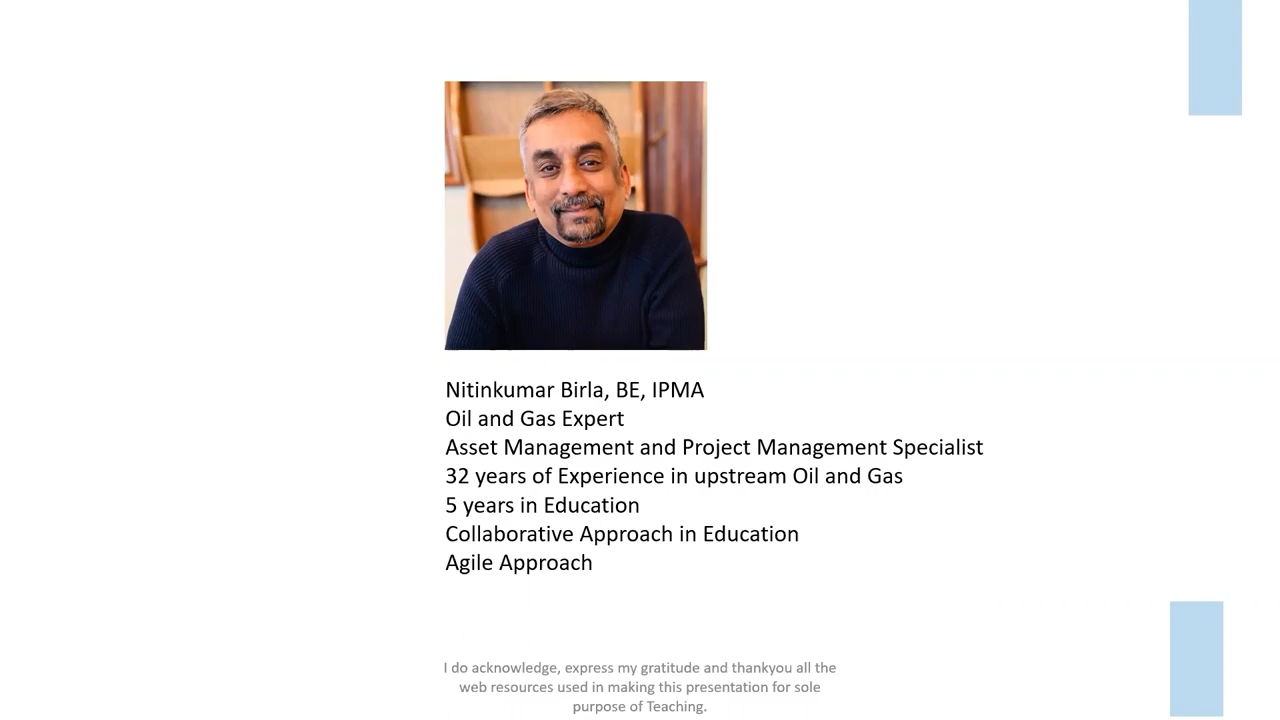 Nitinkumar Birla, BE, IPMA
Oil and Gas Expert
Asset Management and Project Management Specialist
32 years of Experience in upstream Oil and Gas
5 years in Education
Collaborative Approach in Education
Agile Approach
I do acknowledge, express my gratitude and thankyou all the
web resources used in making this presentation for sole
purpose of Teaching.